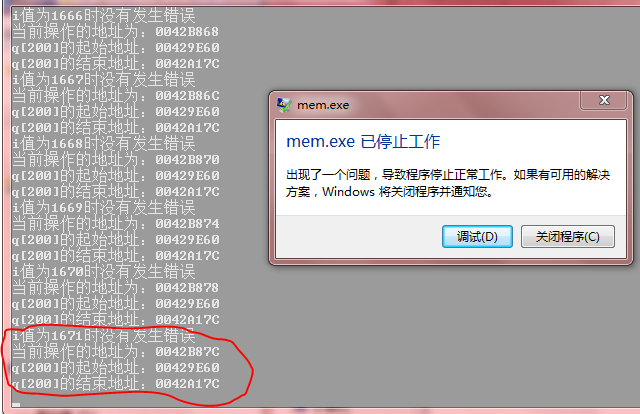 i值为1666时没有发生错误
当前操作的地址为：0042B868
q[200]的起始地址：00429E60
q[200]的结束地址：0042A17C
i值为1667时没有发生错误
当前操作的地址为：0042B86C
q[200]的起始地址：00429E60
q[200]的结束地址：0042A17C
i值为1668时没有发生错误
当前操作的地址为：0042B870
q[200]的起始地址：00429E60
q[200]的结束地址：0042A17C
i值为1669时没有发生错误
当前操作的地址为：0042B874
q[200]的起始地址：00429E60
q[200]的结束地址：0042A17C
i值为1670时没有发生错误
当前操作的地址为：0042B878
q[200]的起始地址：00429E60
q[200]的结束地址：0042A17C
i值为1671时没有发生错误
当前操作的地址为：0042B87C
q[200]的起始地址：00429E60
q[200]的结束地址：0042A17C
mem.exe
mem.exe 已停止工作
出现了一个问题，导致程序停止正常工作。如果有可用的解决
方案，Windows 将关闭程序并通知您。
调试(D)
关闭程序(C)